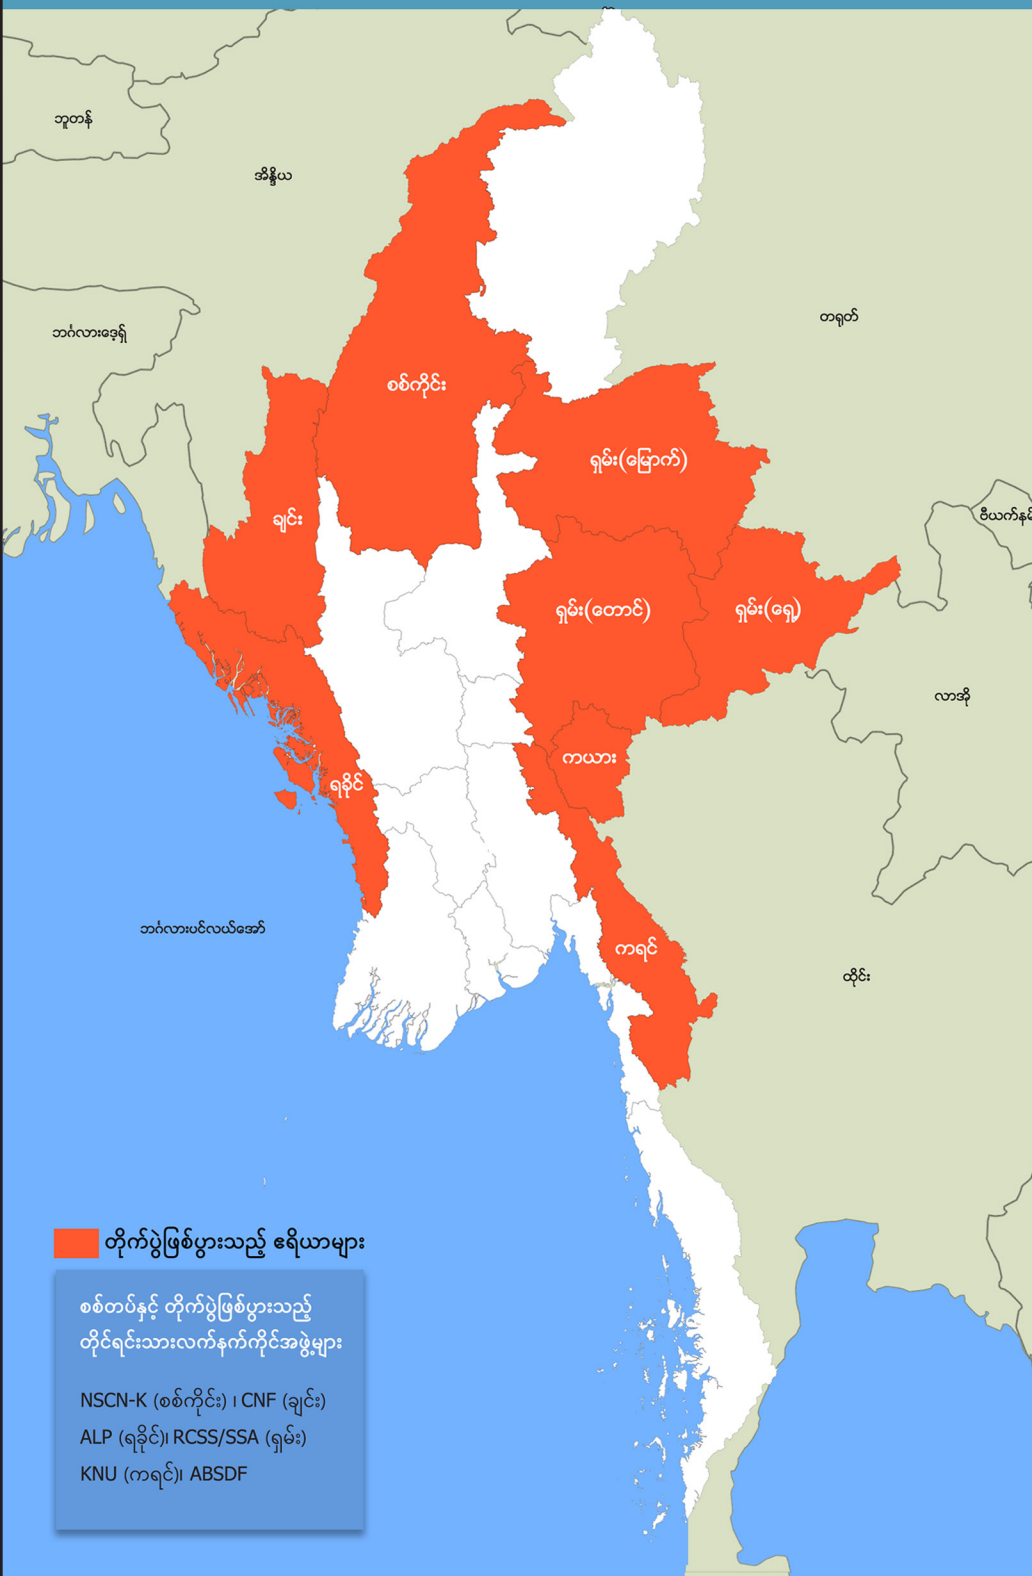 ဘူတန်
အိန္ဒိယ
တရုတ်
ဘင်္ဂလားဒေ့ရှ်
စစ်ကိုင်း
ရှမ်း(မြောက်)
ချင်း
ဗီယက်နမ်
ရှမ်း(တောင်)
ရှမ်း(ရှေ့)
လာအို
ကယား
ရခိုင်
ဘင်္ဂလားပင်လယ်အော်
ကရင်
ထိုင်း
တိုက်ပွဲဖြစ်ပွားသည့် ဧရိယာများ
စစ်တပ်နှင့် တိုက်ပွဲဖြစ်ပွားသည့်
တိုင်ရင်းသားလက်နက်ကိုင်အဖွဲ့များ
NSCN-K (စစ်ကိုင်း) ၊ CNF (ချင်း)
ALP (ရခိုင်)၊ RCSS/SSA (ရှမ်း)
KNU (ကရင်)၊ ABSDF